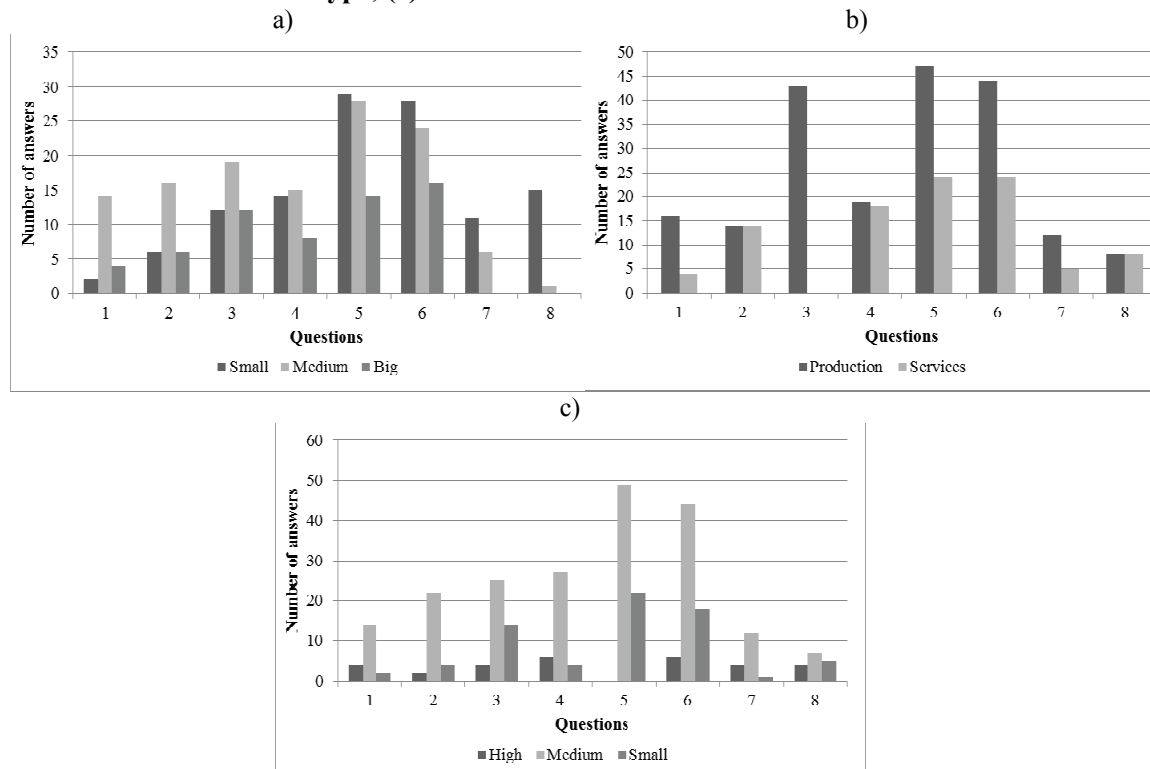 a)
35
30
25
20
15
10
5
0
Number of answers
1 2 3 4 5 6 7 8
Questions
Small Medium Big
b)
50
45
40
35
30
25
20
15
10
5
0
Number of answers
1 2 3 4 5 6 7 8
Questions
Production Services
c)
60
50
40
30
20
10
0
Number of answers
1 2 3 4 5 6 7 8
Questions
High Medium Small